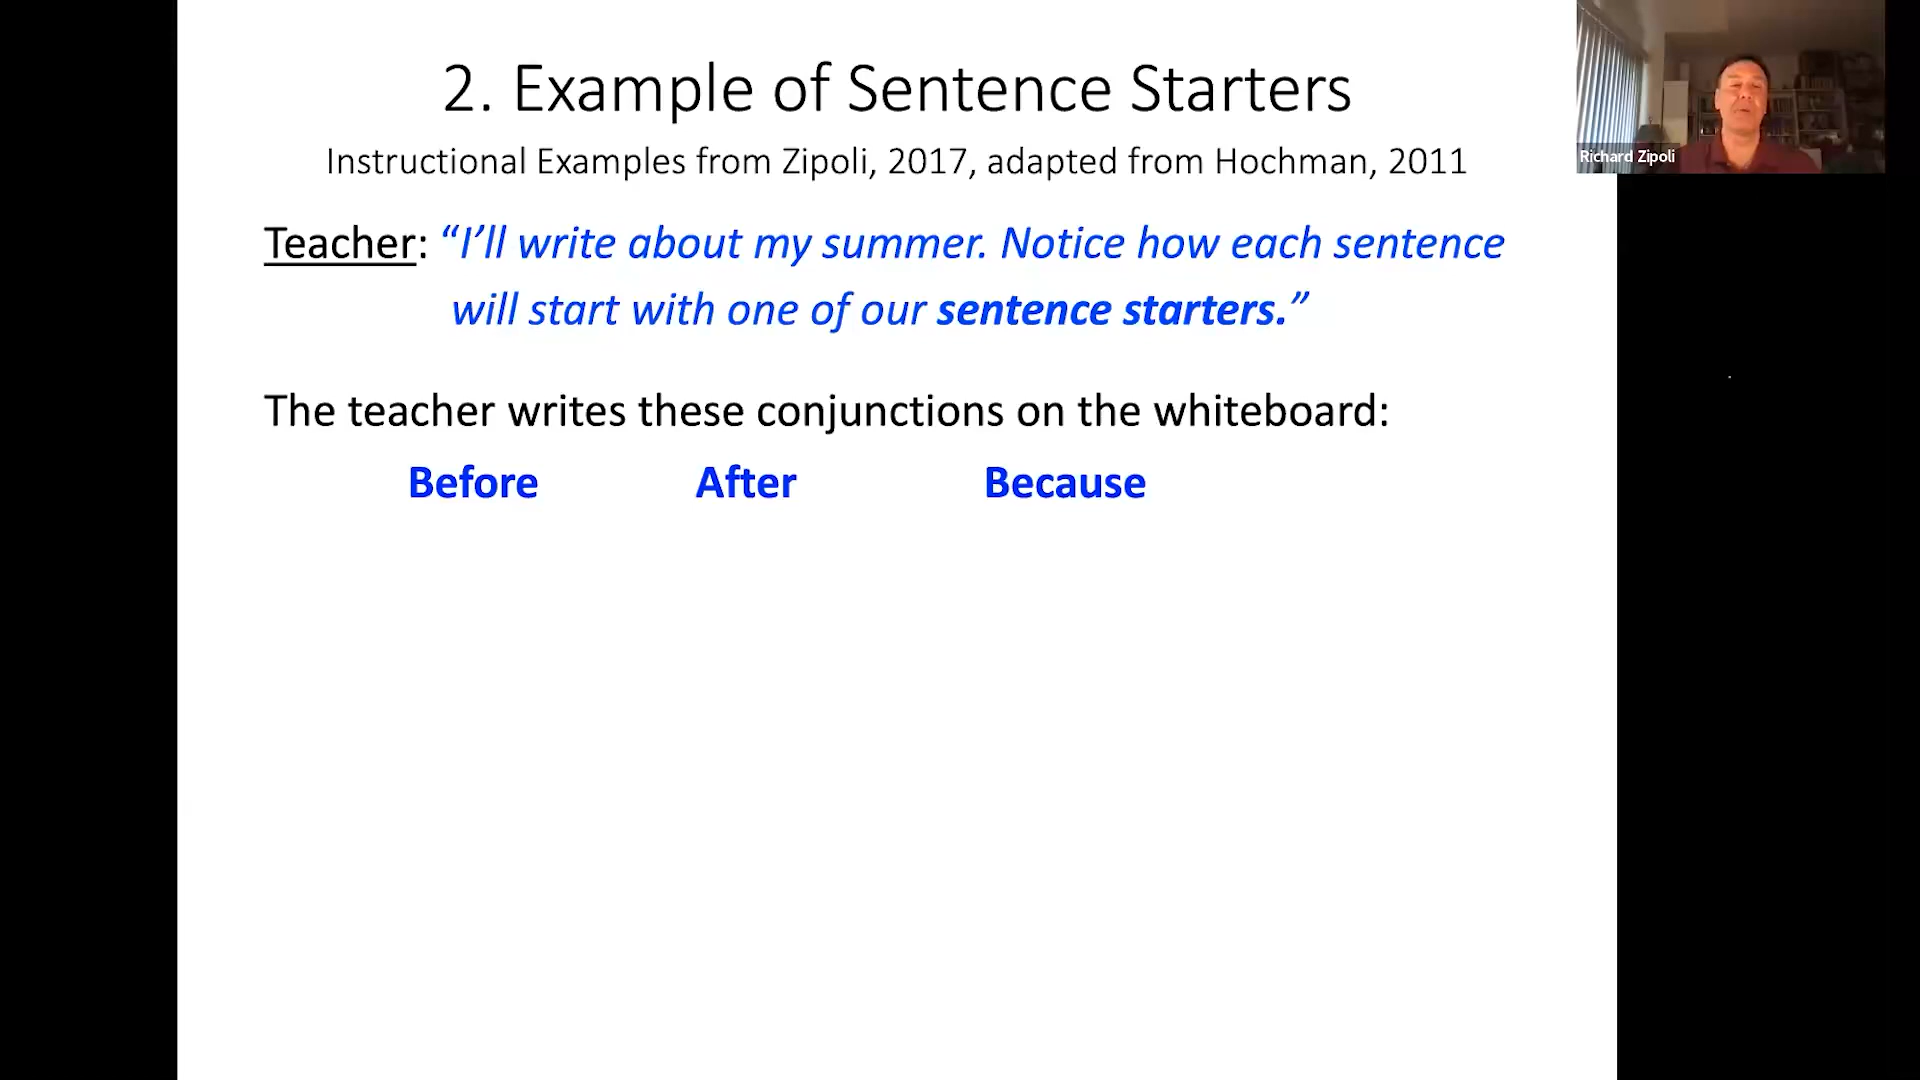 2. Example of Sentence Starters
Instructional Examples from Zipoli, 2017, adapted from Hochman, 2011
Richard Zipoli
Teacher: “I’ll write about my summer. Notice how each sentence
will start with one of our sentence starters.”
The teacher writes these conjunctions on the whiteboard:
Before After Because